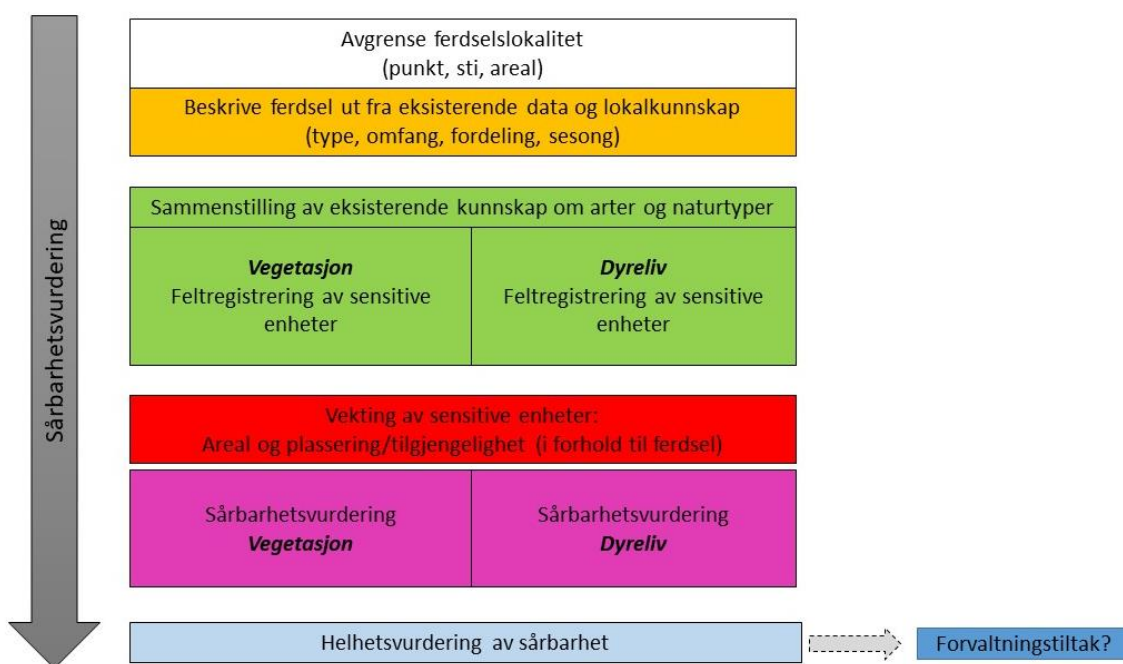 Sårbarhetsvurdering
Avgrense ferdselslokalitet
(punkt, sti, areal)
Beskrive ferdsel ut fra eksisterende data og lokalkunnskap
(type, omfang, fordeling, sesong)
Sammenstilling av eksisterende kunnskap om arter og naturtyper
Vegetasjon
Feltregistrering av sensitive
enheter
Dyreliv
Feltregistrering av sensitive
enheter
Vekting av sensitive enheter:
Areal og plassering/tilgjengelighet (i forhold til ferdsel)
Sårbarhetsvurdering
Vegetasjon
Sårbarhetsvurdering
Dyreliv
Helhetsvurdering av sårbarhet
Forvaltningstiltak?